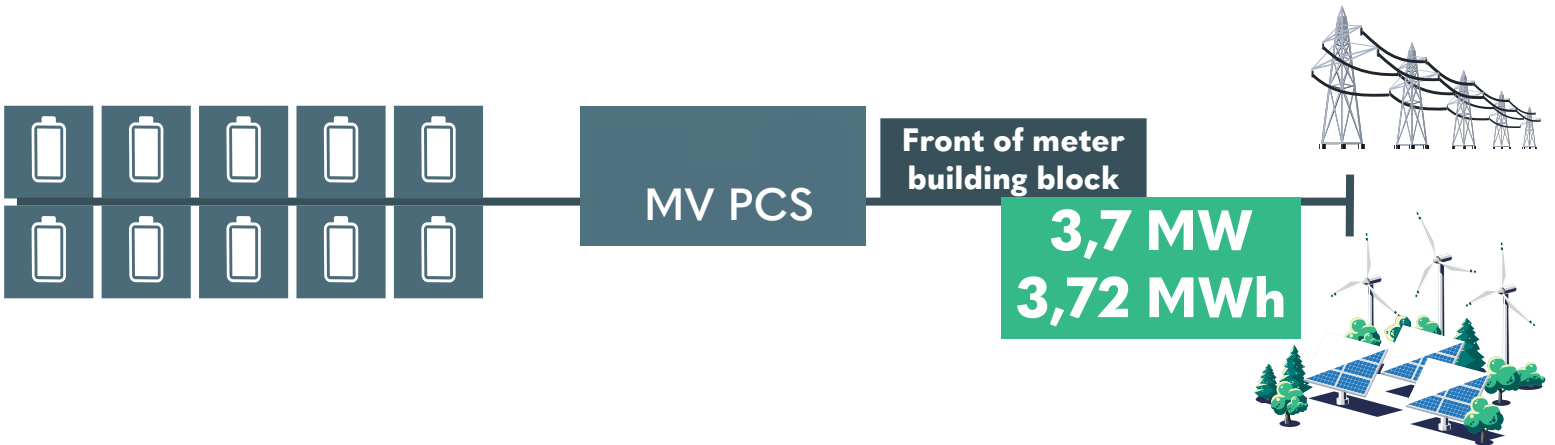 MV PCS
Front of meter
building block
3,7 MW
3,72 MWh